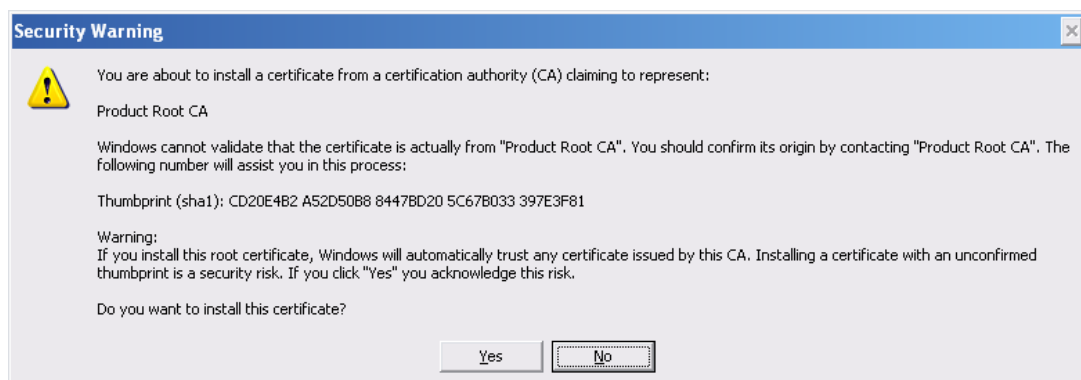 Security Warning
You are about to install a certificate from a certification authority (CA) claiming to represent:
Product Root CA
Windows cannot validate that the certificate is actually from "Product Root CA". You should confirm its origin by contacting "Product Root CA". The
following number will assist you in this process:
Thumbprint (sha1): CD20E4B2 A52D50B8 8447BD20 5C67B033 397E3F81
Warning:
If you install this root certificate, Windows will automatically trust any certificate issued by this CA. Installing a certificate with an unconfirmed
thumbprint is a security risk. If you click "Yes" you acknowledge this risk.
Do you want to install this certificate?
Yes No